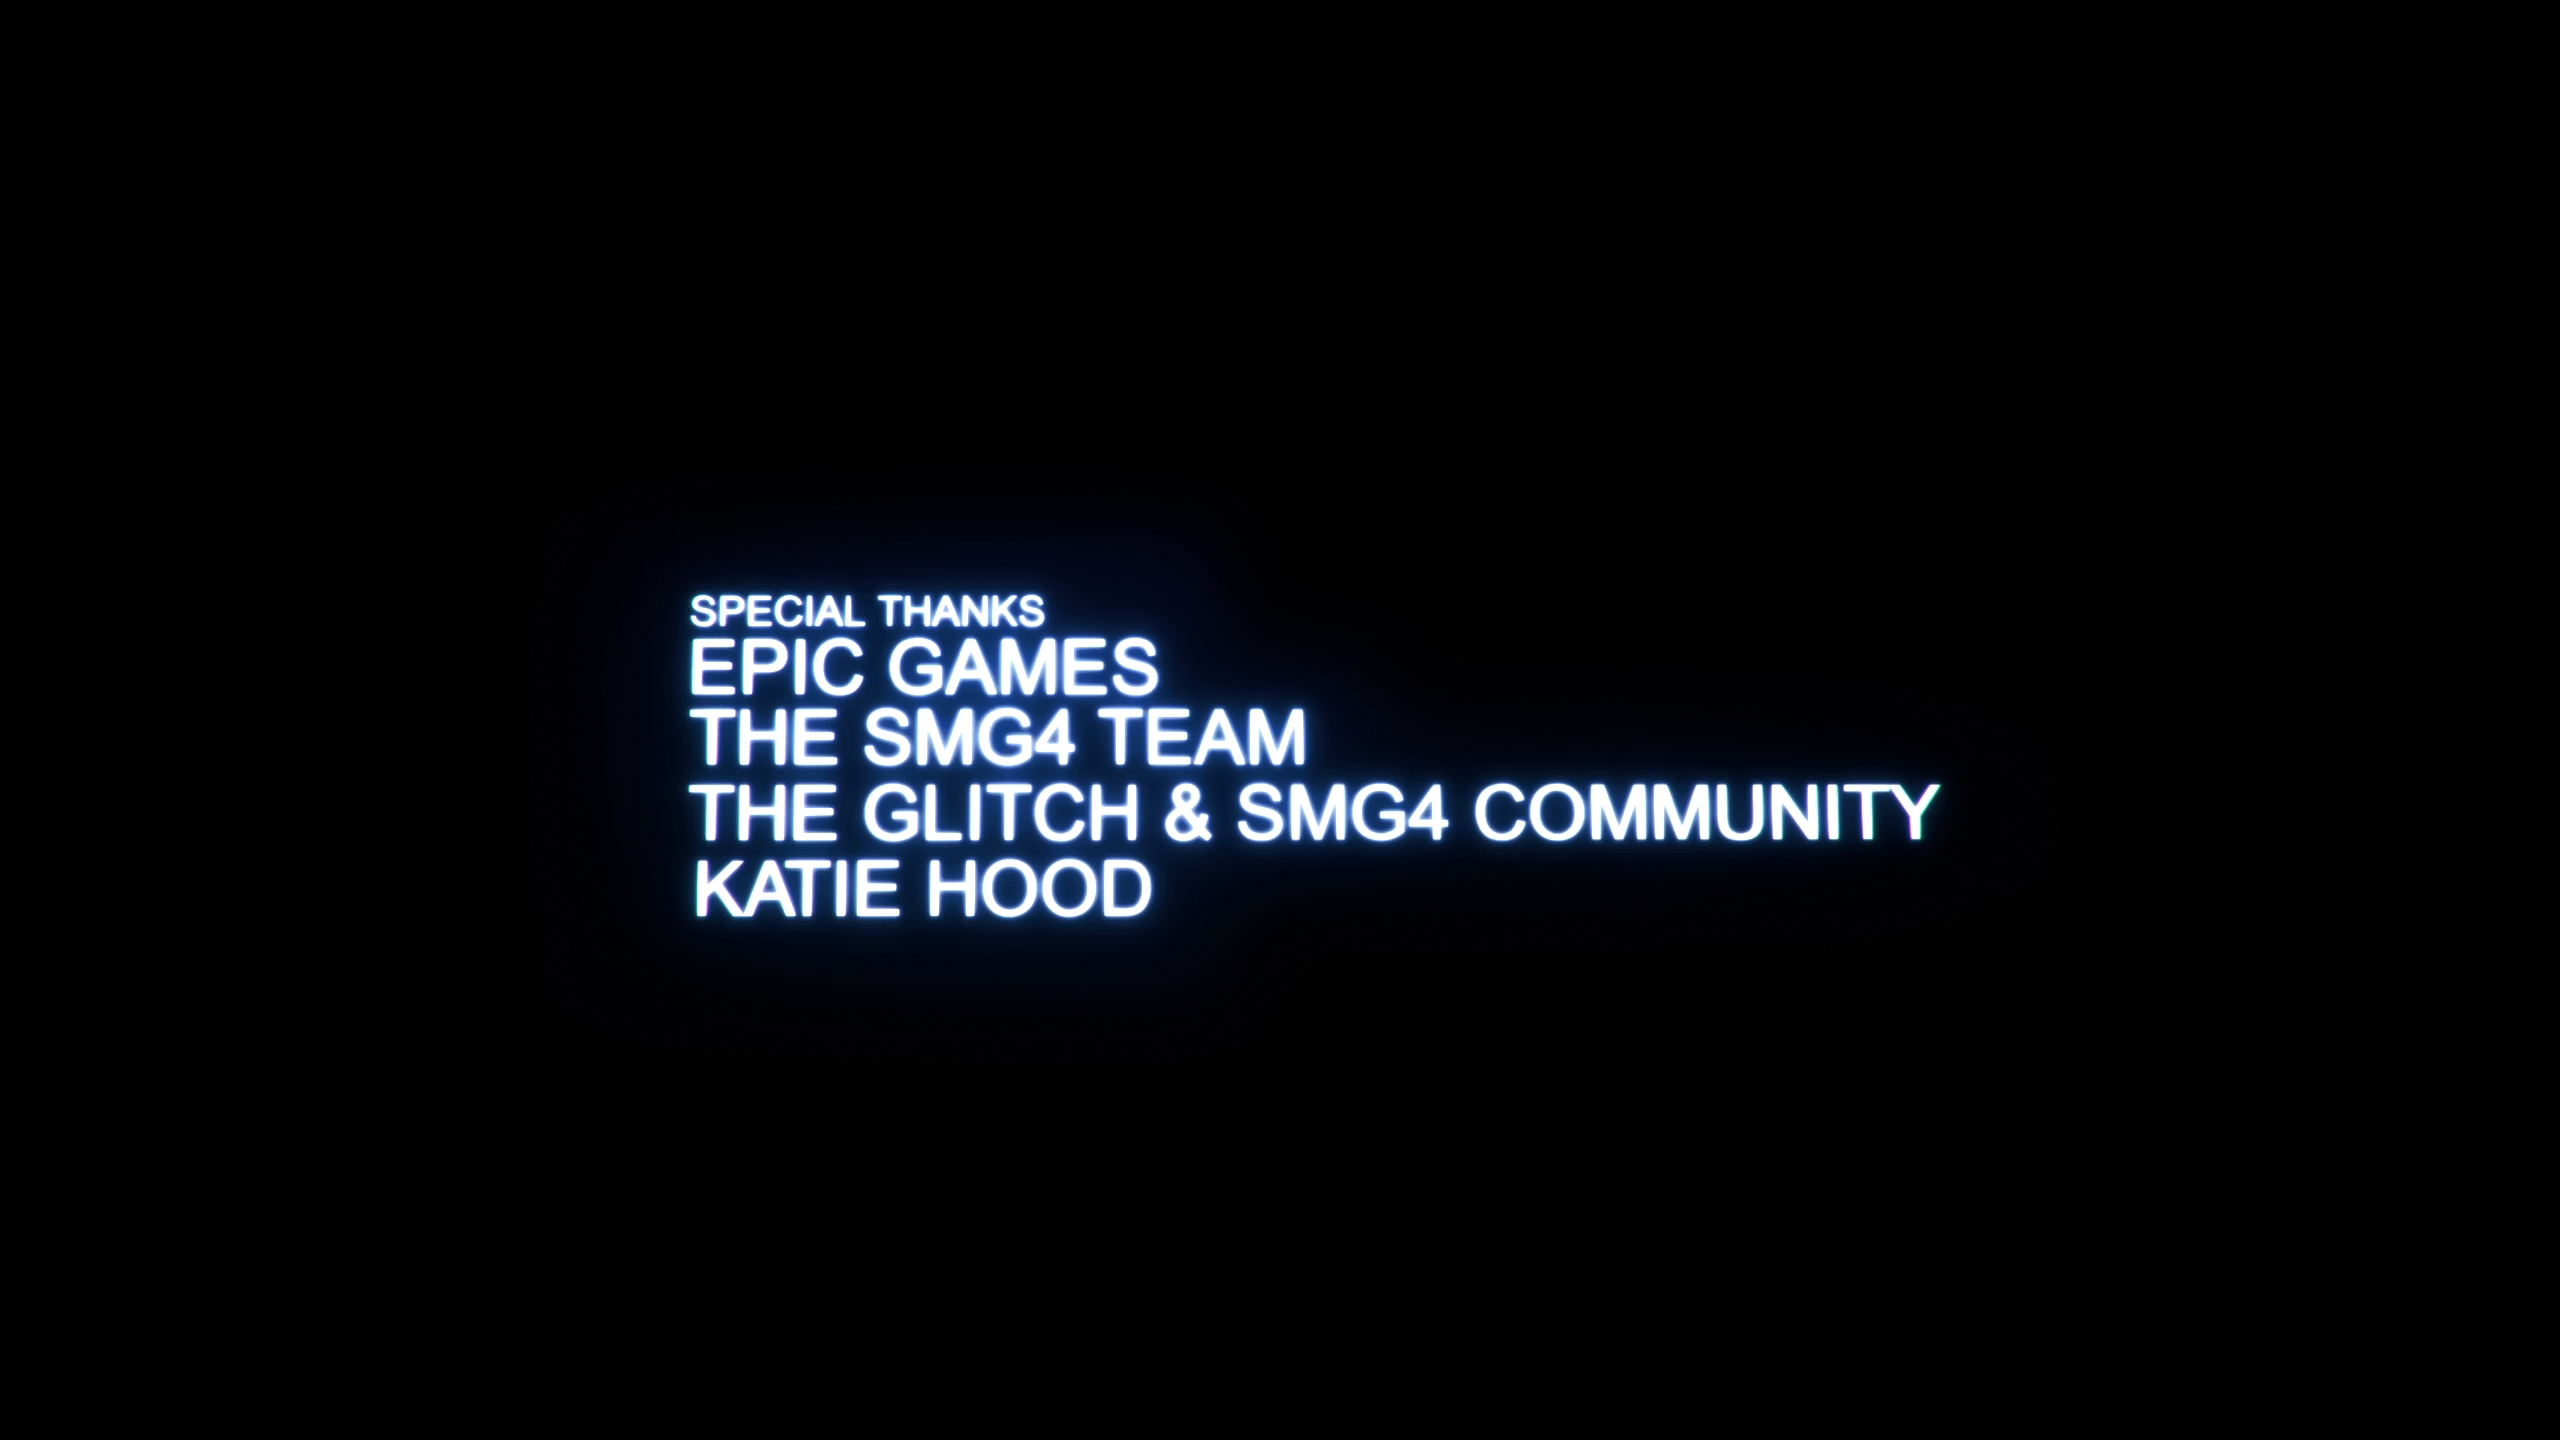 SPECIAL THANKS
EPIC GAMES
THE SMG4 TEAM
THE GLITCH & SMG4 COMMUNITY
KATIE HOOD